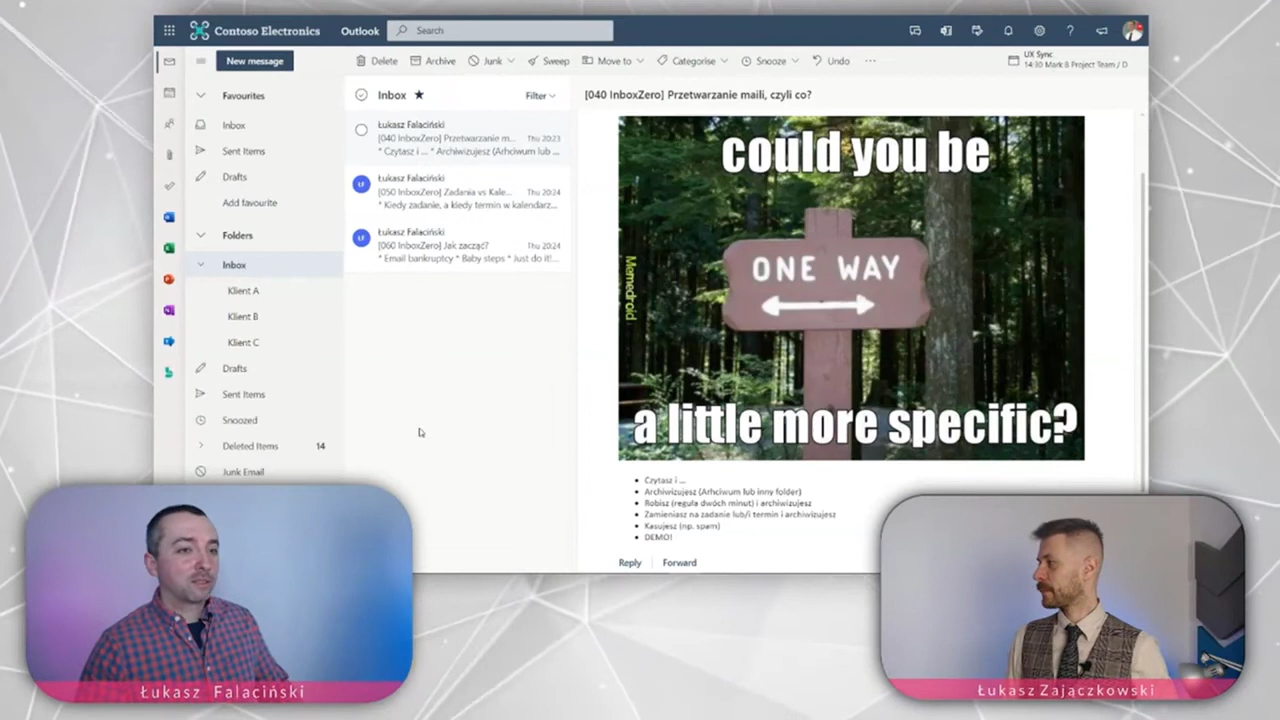 Contoso Electronics
Outlook
Search
New message
Delete
Archive
Junk
Sweep
Move to
Categorise
Snooze
Undo
UX Sync
14:30 Mark 8 Project Team / D
Favourites
Inbox
Sent Items
Drafts
Add favourite
Folders
Inbox
Klient A
Klient B
Klient C
Drafts
Sent Items
Snoozed
Deleted Items 14
Junk Email
Inbox ★
Filter
Łukasz Falaciński
[040 InboxZero] Przetwarzanie m... Thu 20:23
* Czytasz i ... * Archiwizujesz (Arhciwum lub ...
ŁF
Łukasz Falaciński
[050 InboxZero] Zadania vs Kale... Thu 20:24
* Kiedy zadanie, a kiedy termin w kalendarz...
ŁF
Łukasz Falaciński
[060 InboxZero] Jak zacząć? Thu 20:24
* Email bankruptcy * Baby steps * Just do it!...
[040 InboxZero] Przetwarzanie maili, czyli co?
could you be
ONE WAY
Memedroid
a little more specific?
• Czytasz i ...
• Archiwizujesz (Arhciwum lub inny folder)
• Robisz (reguła dwóch minut) i archiwizujesz
• Zamieniasz na zadanie lub/i termin i archiwizujesz
• Kasujesz (np. spam)
• DEMO!
Reply
Forward
Łukasz Falaciński
Łukasz Zajączkowski